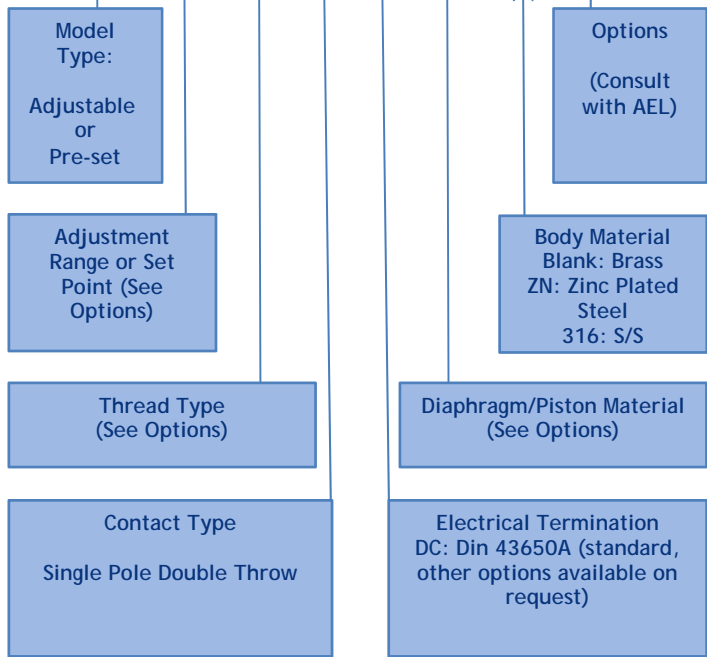 Model
Type:
Adjustable
or
Pre-set
Options
(Consult
with AEL)
Adjustment
Range or Set
Point (See
Options)
Body Material
Blank: Brass
ZN: Zinc Plated
Steel
316: S/S
Thread Type
(See Options)
Diaphragm/Piston Material
(See Options)
Contact Type
Single Pole Double Throw
Electrical Termination
DC: Din 43650A (standard,
other options available on
request)